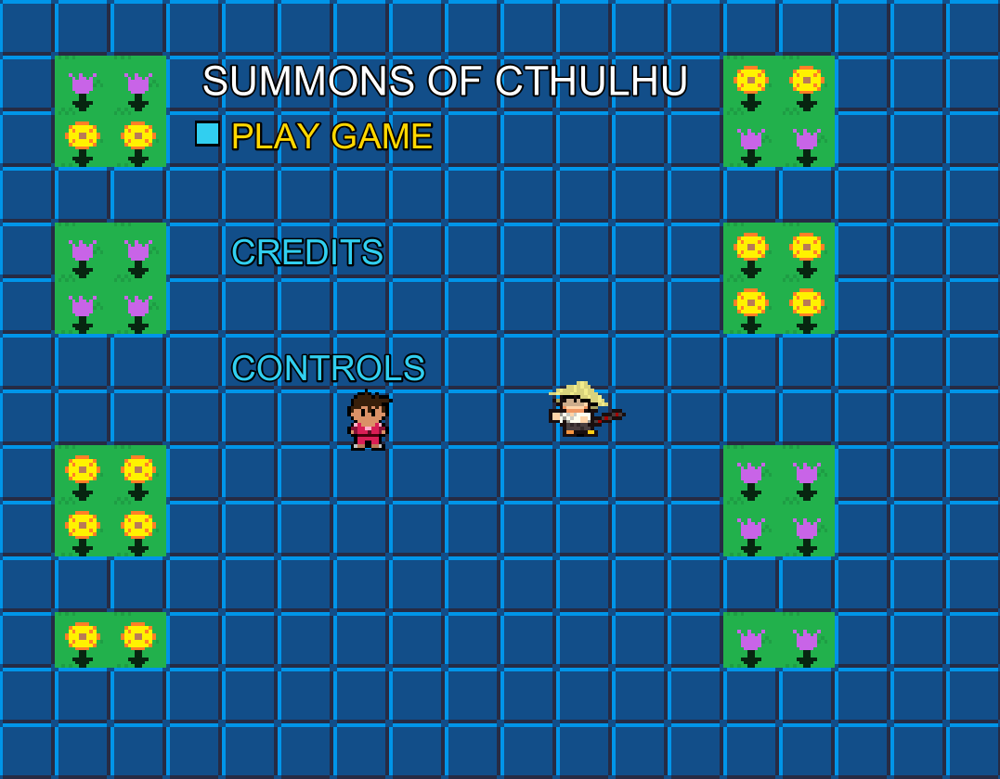 SUMMONS OF CTHULHU
PLAY GAME
CREDITS
CONTROLS